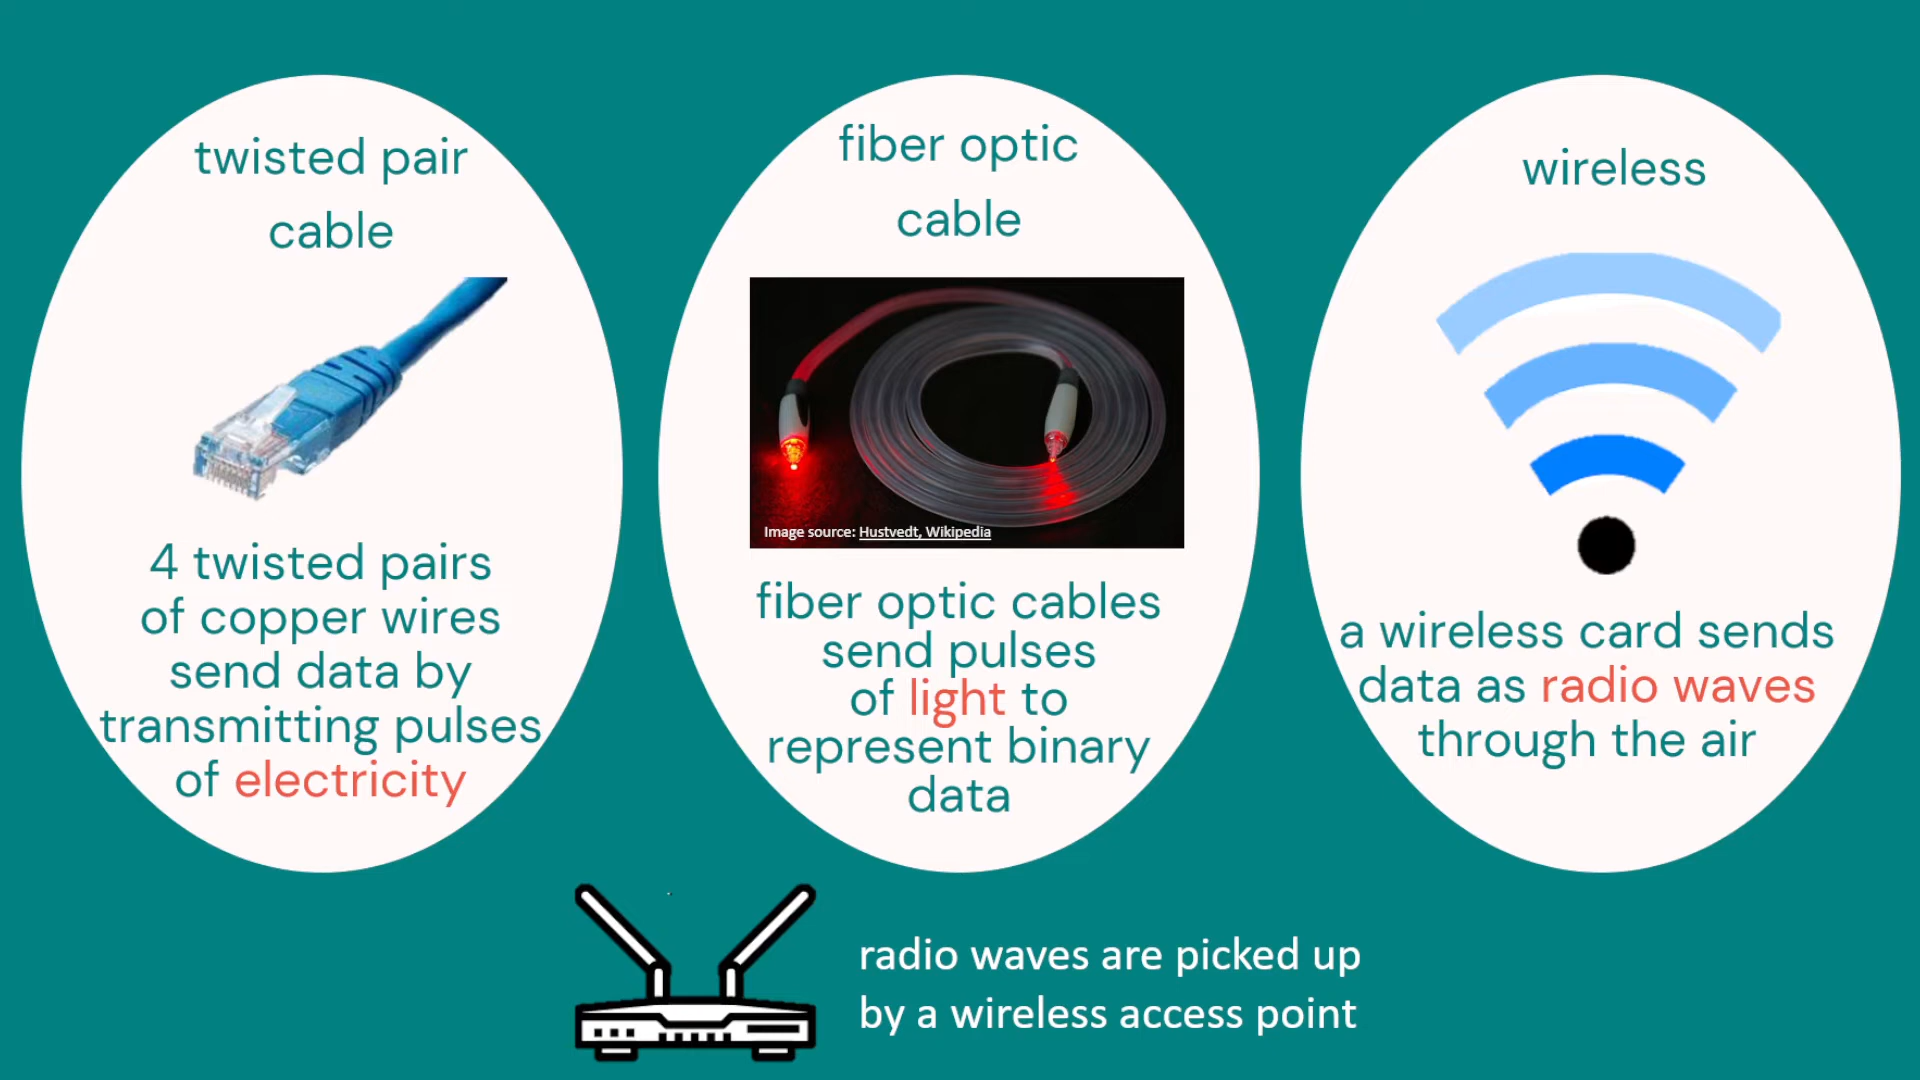 twisted pair
cable
4 twisted pairs
of copper wires
send data by
transmitting pulses
of electricity
fiber optic
cable
Image source: Hustvedt, Wikipedia
fiber optic cables
send pulses
of light to
represent binary
data
wireless
a wireless card sends
data as radio waves
through the air
radio waves are picked up
by a wireless access point